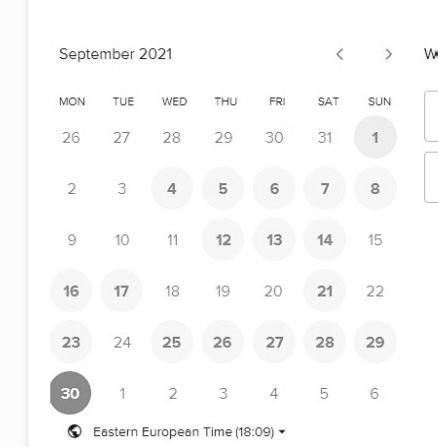 September 2021
MON TUE WED THU FRI SAT SUN
26 27 28 29 30 31 1
2 3 4 5 6 7 8
9 10 11 12 13 14 15
16 17 18 19 20 21 22
23 24 25 26 27 28 29
30 1 2 3 4 5 6
Eastern European Time (18:09)